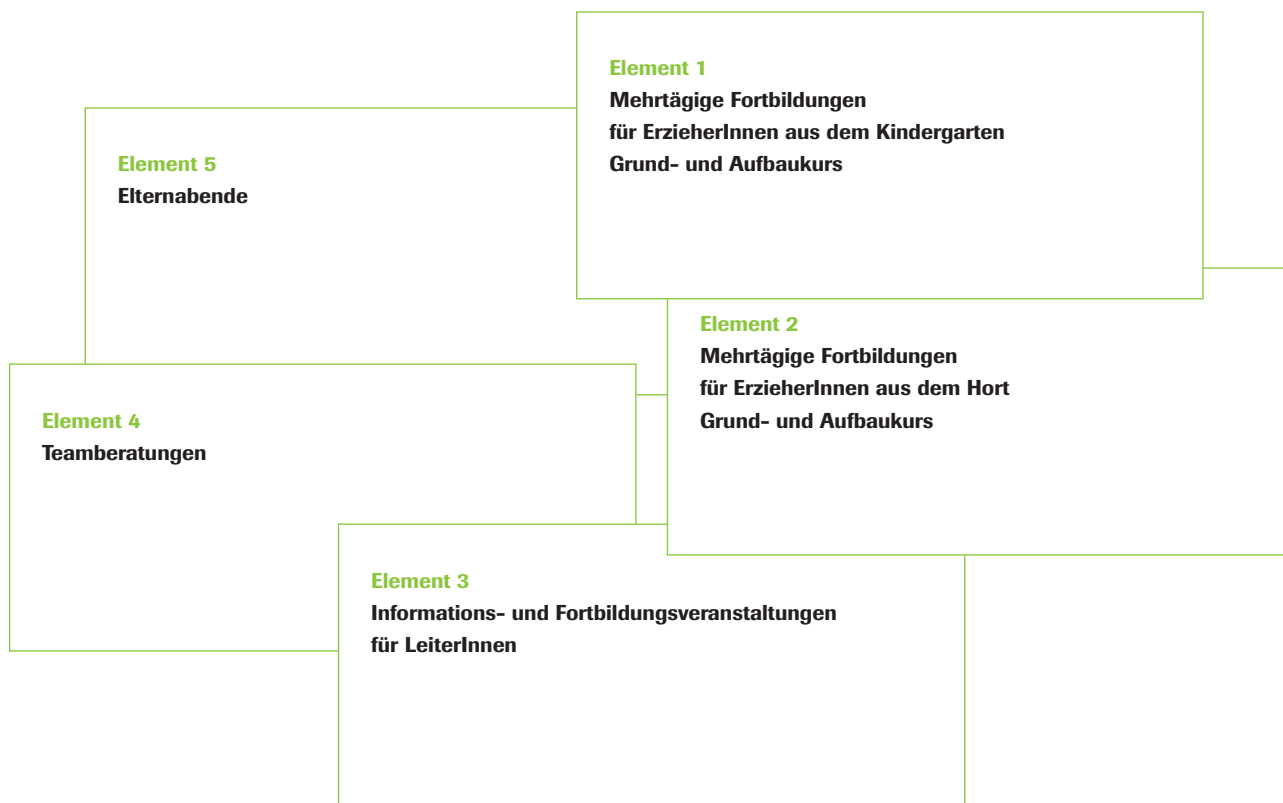 Element 1
Mehrtägige Fortbildungen
für ErzieherInnen aus dem Kindergarten
Grund- und Aufbaukurs
Element 2
Mehrtägige Fortbildungen
für ErzieherInnen aus dem Hort
Grund- und Aufbaukurs
Element 3
Informations- und Fortbildungsveranstaltungen
für LeiterInnen
Element 4
Teamberatungen
Element 5
Elternabende